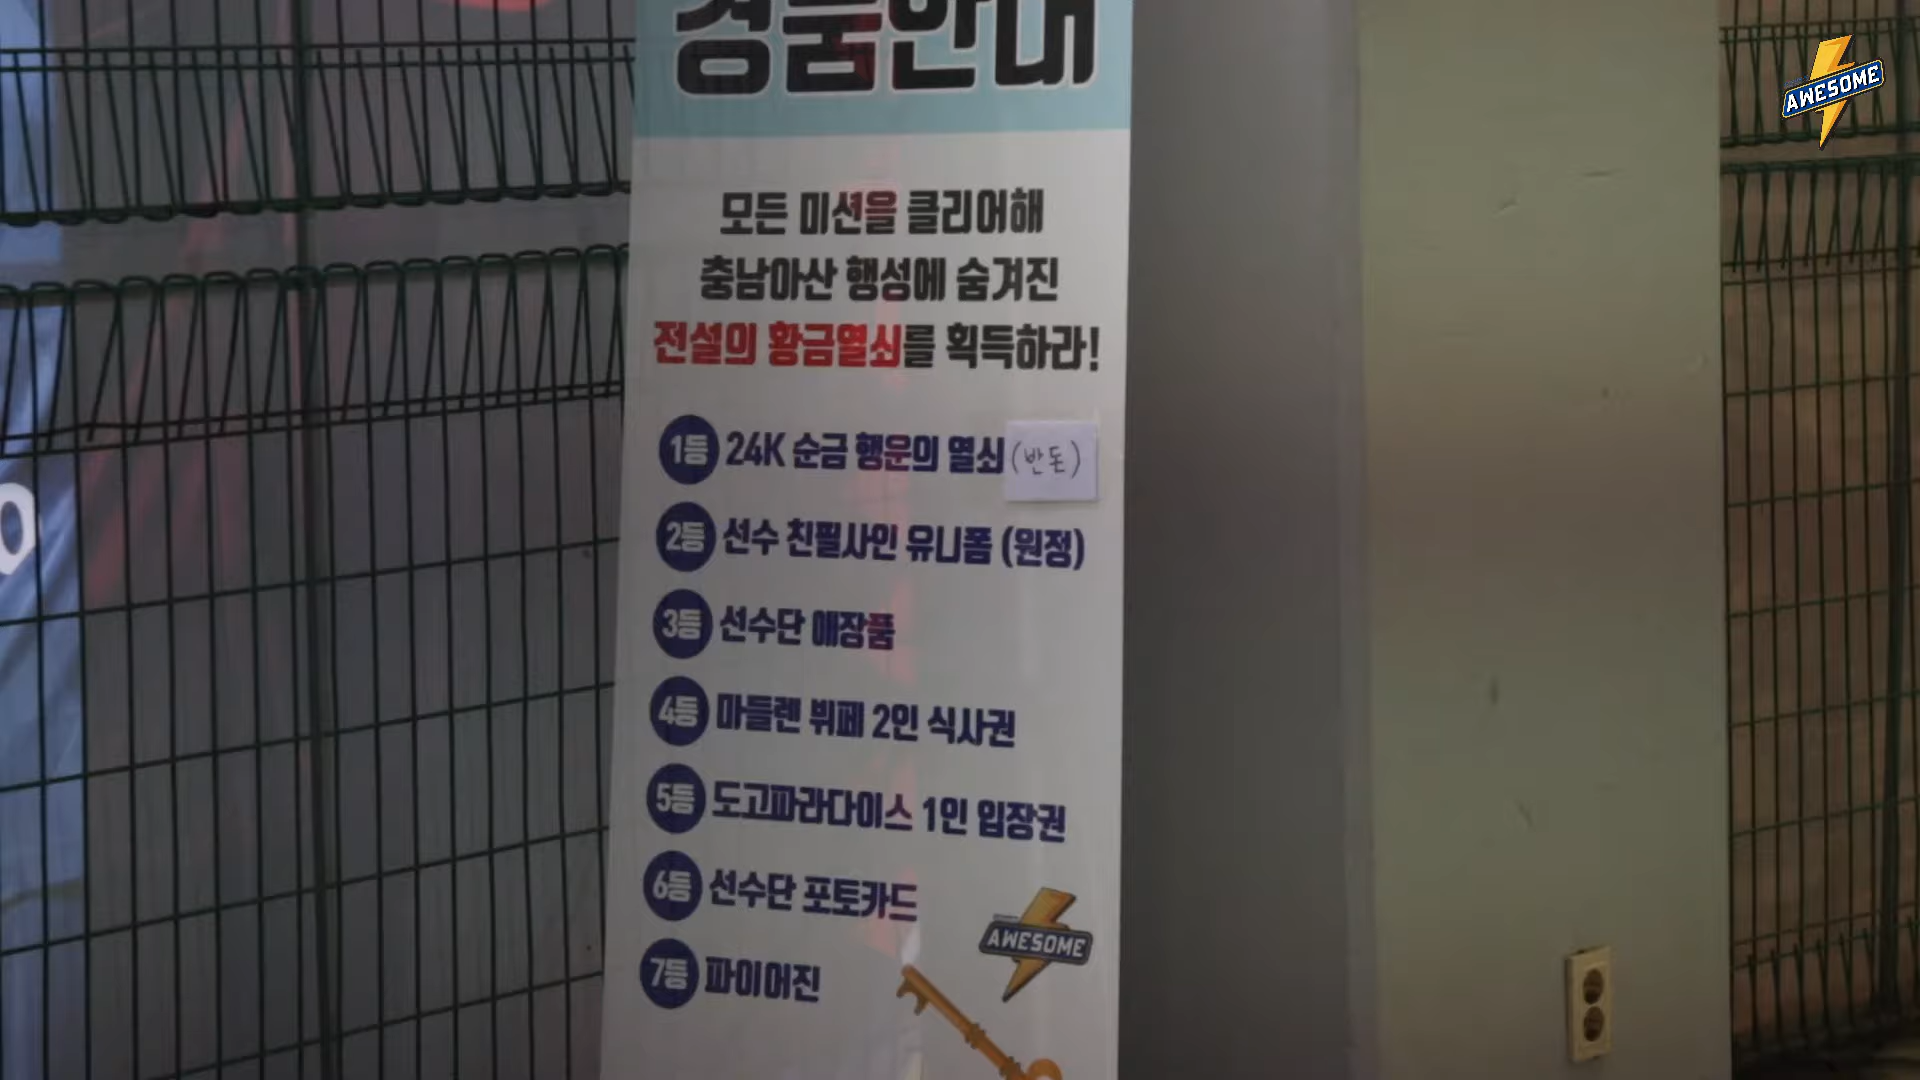 경품안내
모든 미션을 클리어해
충남아산 행성에 숨겨진
전설의 황금열쇠를 획득하라!
1등 24K 순금 행운의 열쇠 (반돈)
2등 선수 친필사인 유니폼 (원정)
3등 선수단 애장품
4등 마들렌 뷔페 2인 식사권
5등 도고파라다이스 1인 입장권
6등 선수단 포토카드
7등 파이어진
AWESOME
AWESOME